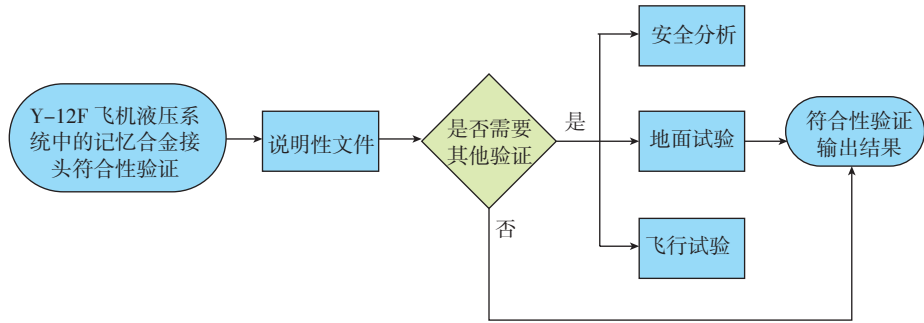 Y-12F 飞机液压系
统中的记忆合金接
头符合性验证
说明性文件
是否需要
其他验证
是
否
安全分析
地面试验
飞行试验
符合性验证
输出结果